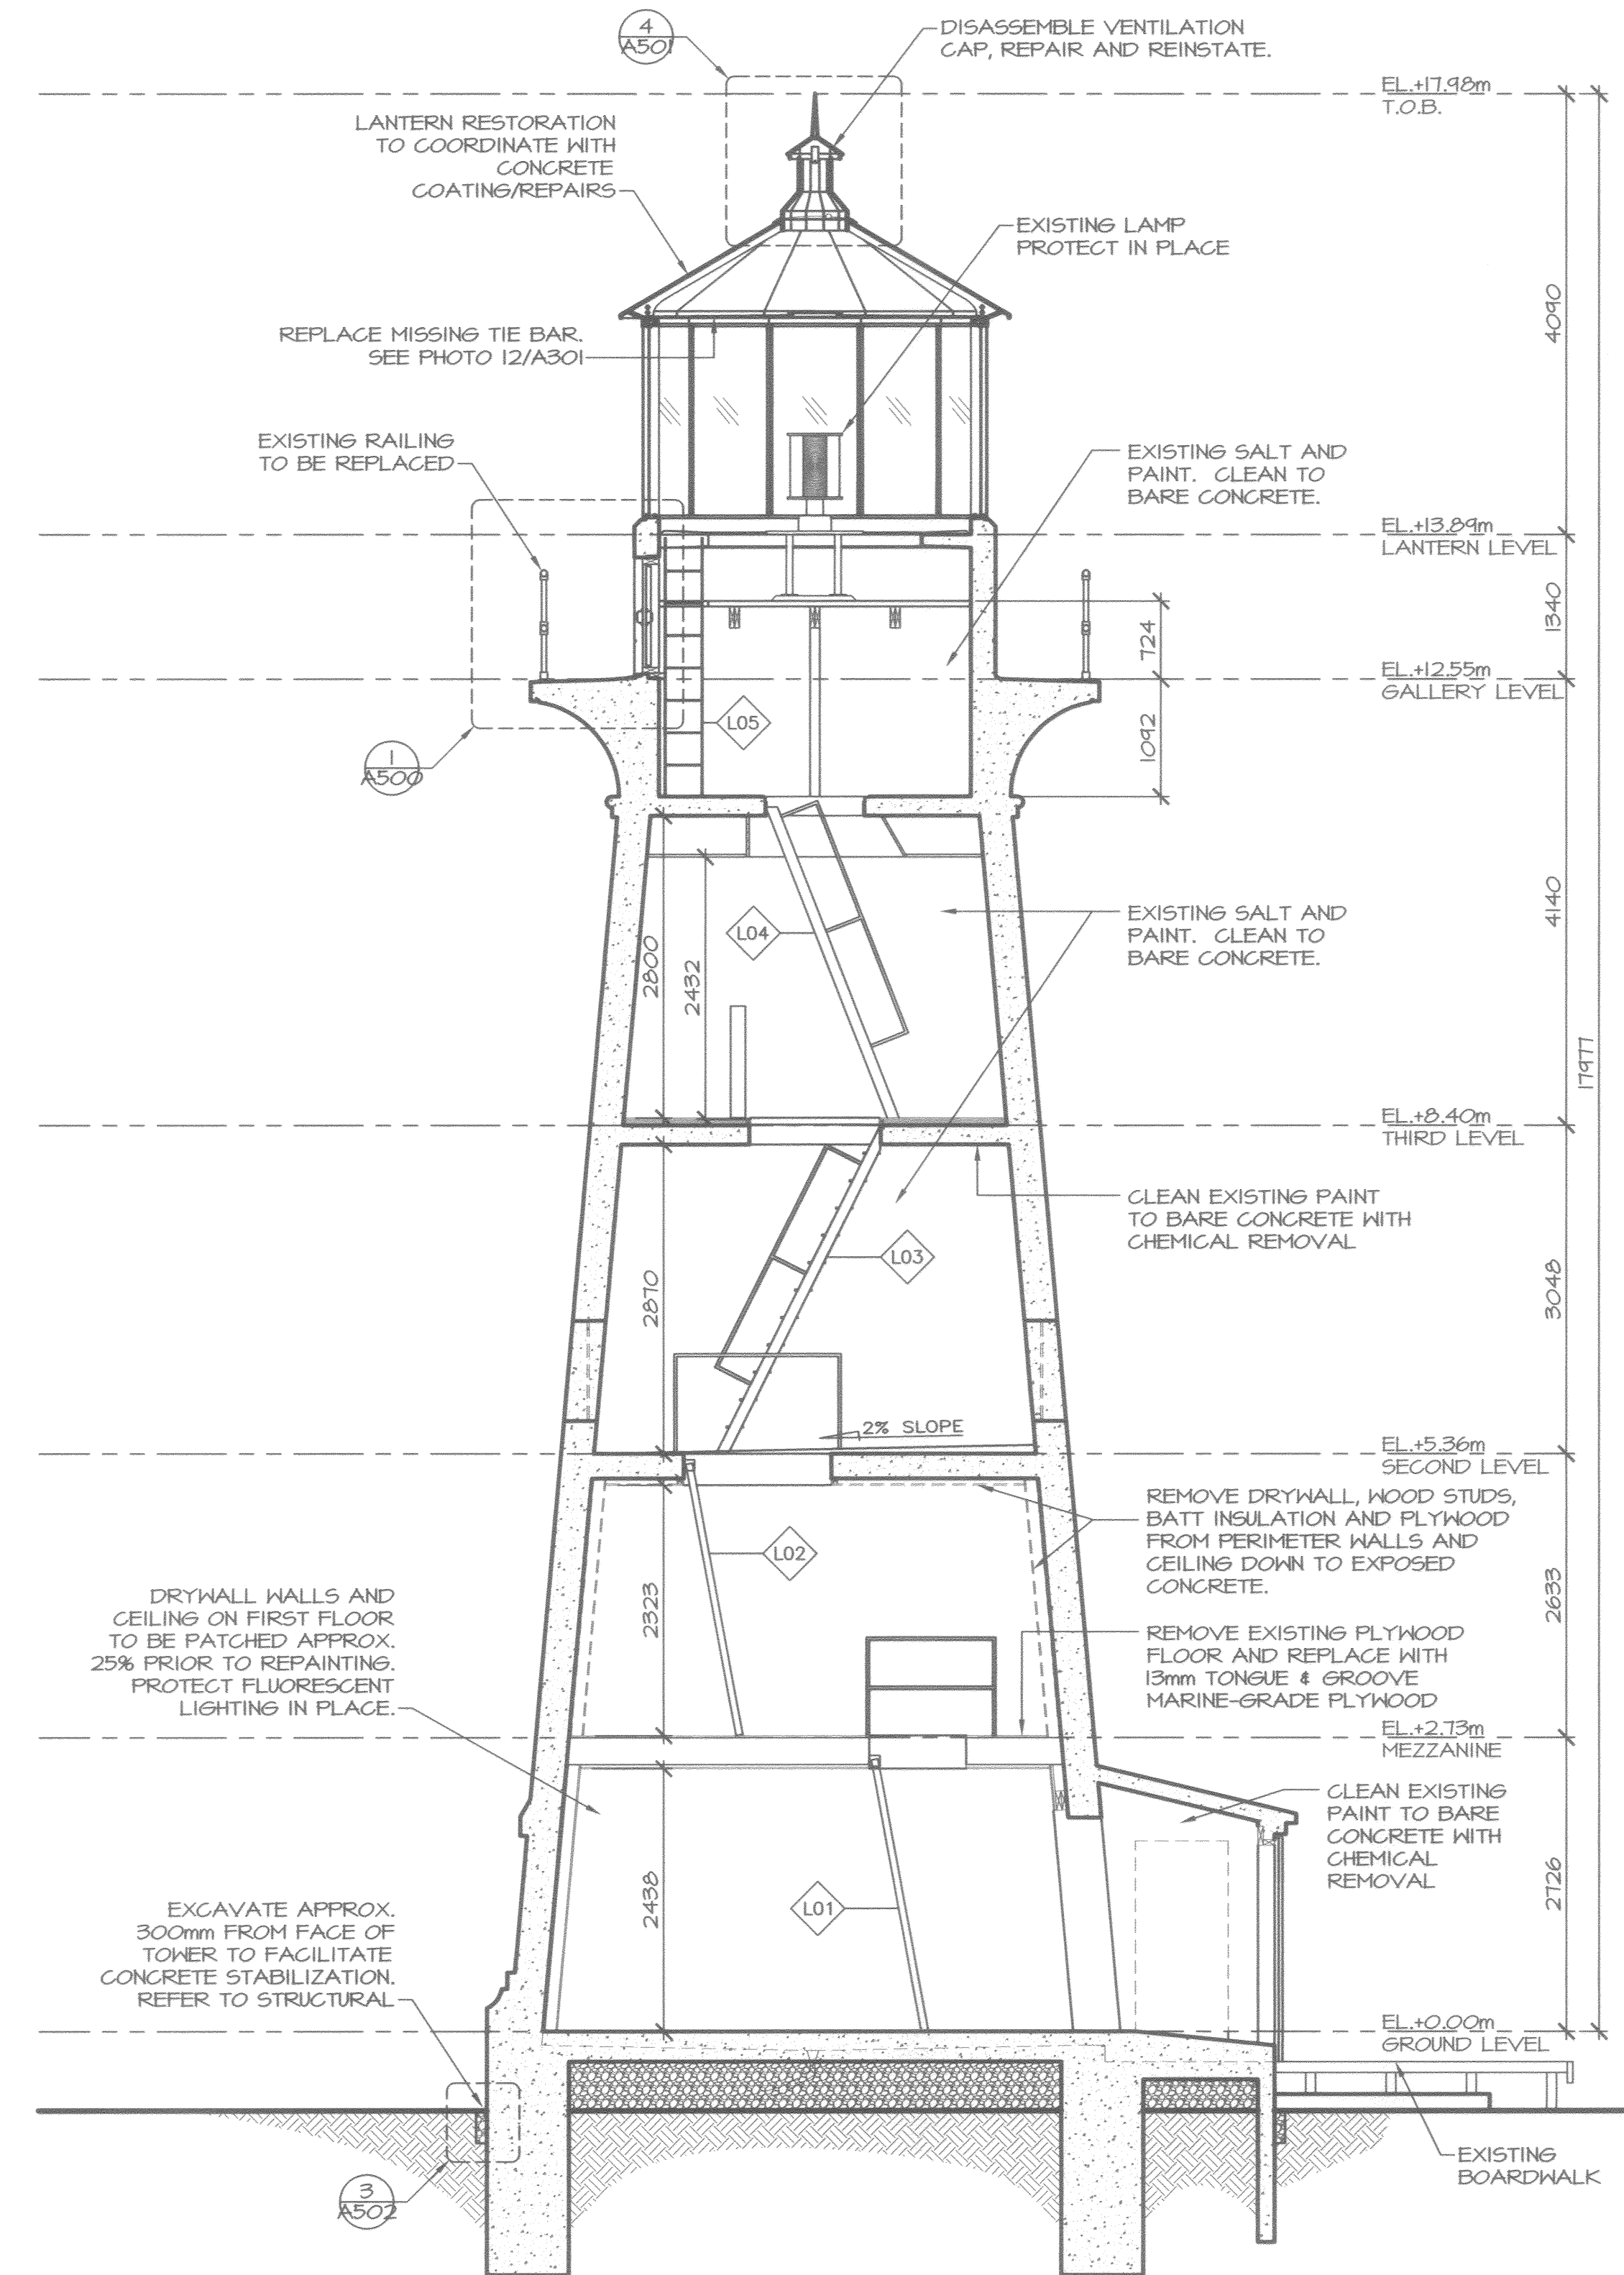 4
A501
DISASSEMBLE VENTILATION
CAP, REPAIR AND REINSTATE.
EL.+17.98m
T.O.B.
LANTERN RESTORATION
TO COORDINATE WITH
CONCRETE
COATING/REPAIRS
EXISTING LAMP
PROTECT IN PLACE
4090
REPLACE MISSING TIE BAR.
SEE PHOTO 12/A301
EXISTING RAILING
TO BE REPLACED
EXISTING SALT AND
PAINT. CLEAN TO
BARE CONCRETE.
EL.+13.89m
LANTERN LEVEL
1340
724
EL.+12.55m
GALLERY LEVEL
L05
1092
1
A500
L04
2800
2432
EXISTING SALT AND
PAINT. CLEAN TO
BARE CONCRETE.
4140
17977
EL.+8.40m
THIRD LEVEL
CLEAN EXISTING PAINT
TO BARE CONCRETE WITH
CHEMICAL REMOVAL
L03
2870
3048
2% SLOPE
EL.+5.36m
SECOND LEVEL
REMOVE DRYWALL, WOOD STUDS,
BATT INSULATION AND PLYWOOD
FROM PERIMETER WALLS AND
CEILING DOWN TO EXPOSED
CONCRETE.
L02
2323
2633
DRYWALL WALLS AND
CEILING ON FIRST FLOOR
TO BE PATCHED APPROX.
25% PRIOR TO REPAINTING.
PROTECT FLUORESCENT
LIGHTING IN PLACE.
REMOVE EXISTING PLYWOOD
FLOOR AND REPLACE WITH
13mm TONGUE & GROOVE
MARINE-GRADE PLYWOOD
EL.+2.73m
MEZZANINE
CLEAN EXISTING
PAINT TO BARE
CONCRETE WITH
CHEMICAL
REMOVAL
2438
L01
2726
EXCAVATE APPROX.
300mm FROM FACE OF
TOWER TO FACILITATE
CONCRETE STABILIZATION.
REFER TO STRUCTURAL
EL.+0.00m
GROUND LEVEL
EXISTING
BOARDWALK
3
A502